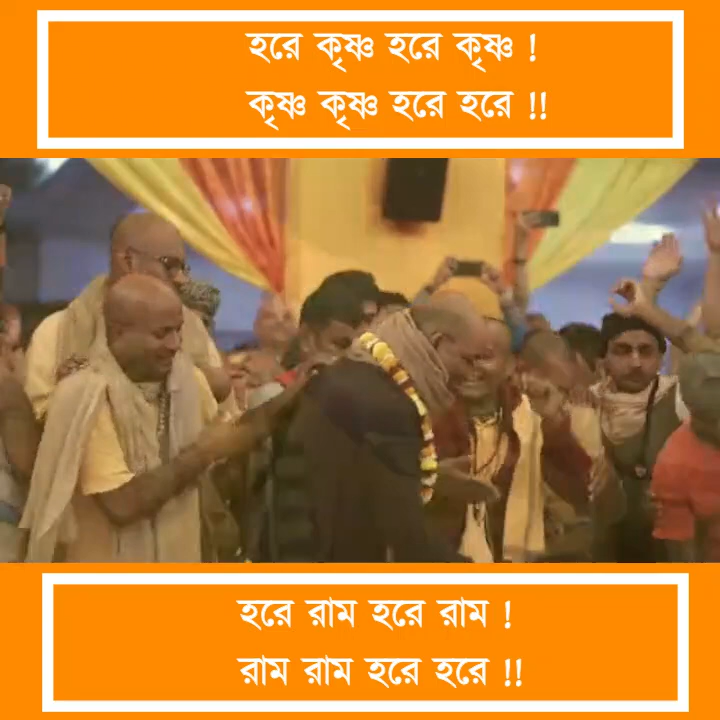 হরে কৃষ্ণ হরে কৃষ্ণ !
কৃষ্ণ কৃষ্ণ হরে হরে !!
হরে রাম হরে রাম !
রাম রাম হরে হরে !!